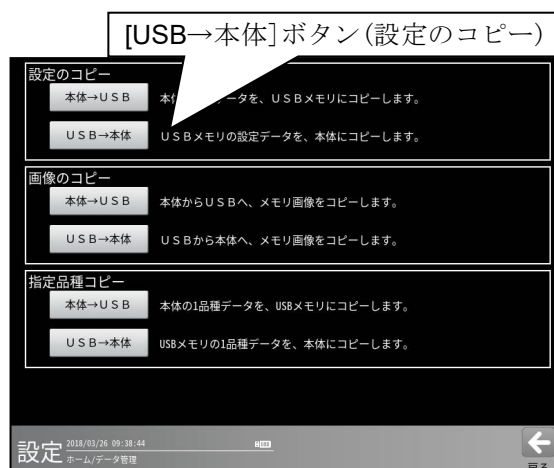 [USB→本体]ボタン(設定のコピー)
設定のコピー
本体→USB 本 ータを、USBメモリにコピーします。
USB→本体 USBメモリの設定データを、本体にコピーします。
画像のコピー
本体→USB 本体からUSBへ、メモリ画像をコピーします。
USB→本体 USBから本体へ、メモリ画像をコピーします。
指定品種コピー
本体→USB 本体の1品種データを、USBメモリにコピーします。
USB→本体 USBメモリの1品種データを、本体にコピーします。
設定 2018/03/26 09:38:44
ホーム/データ管理